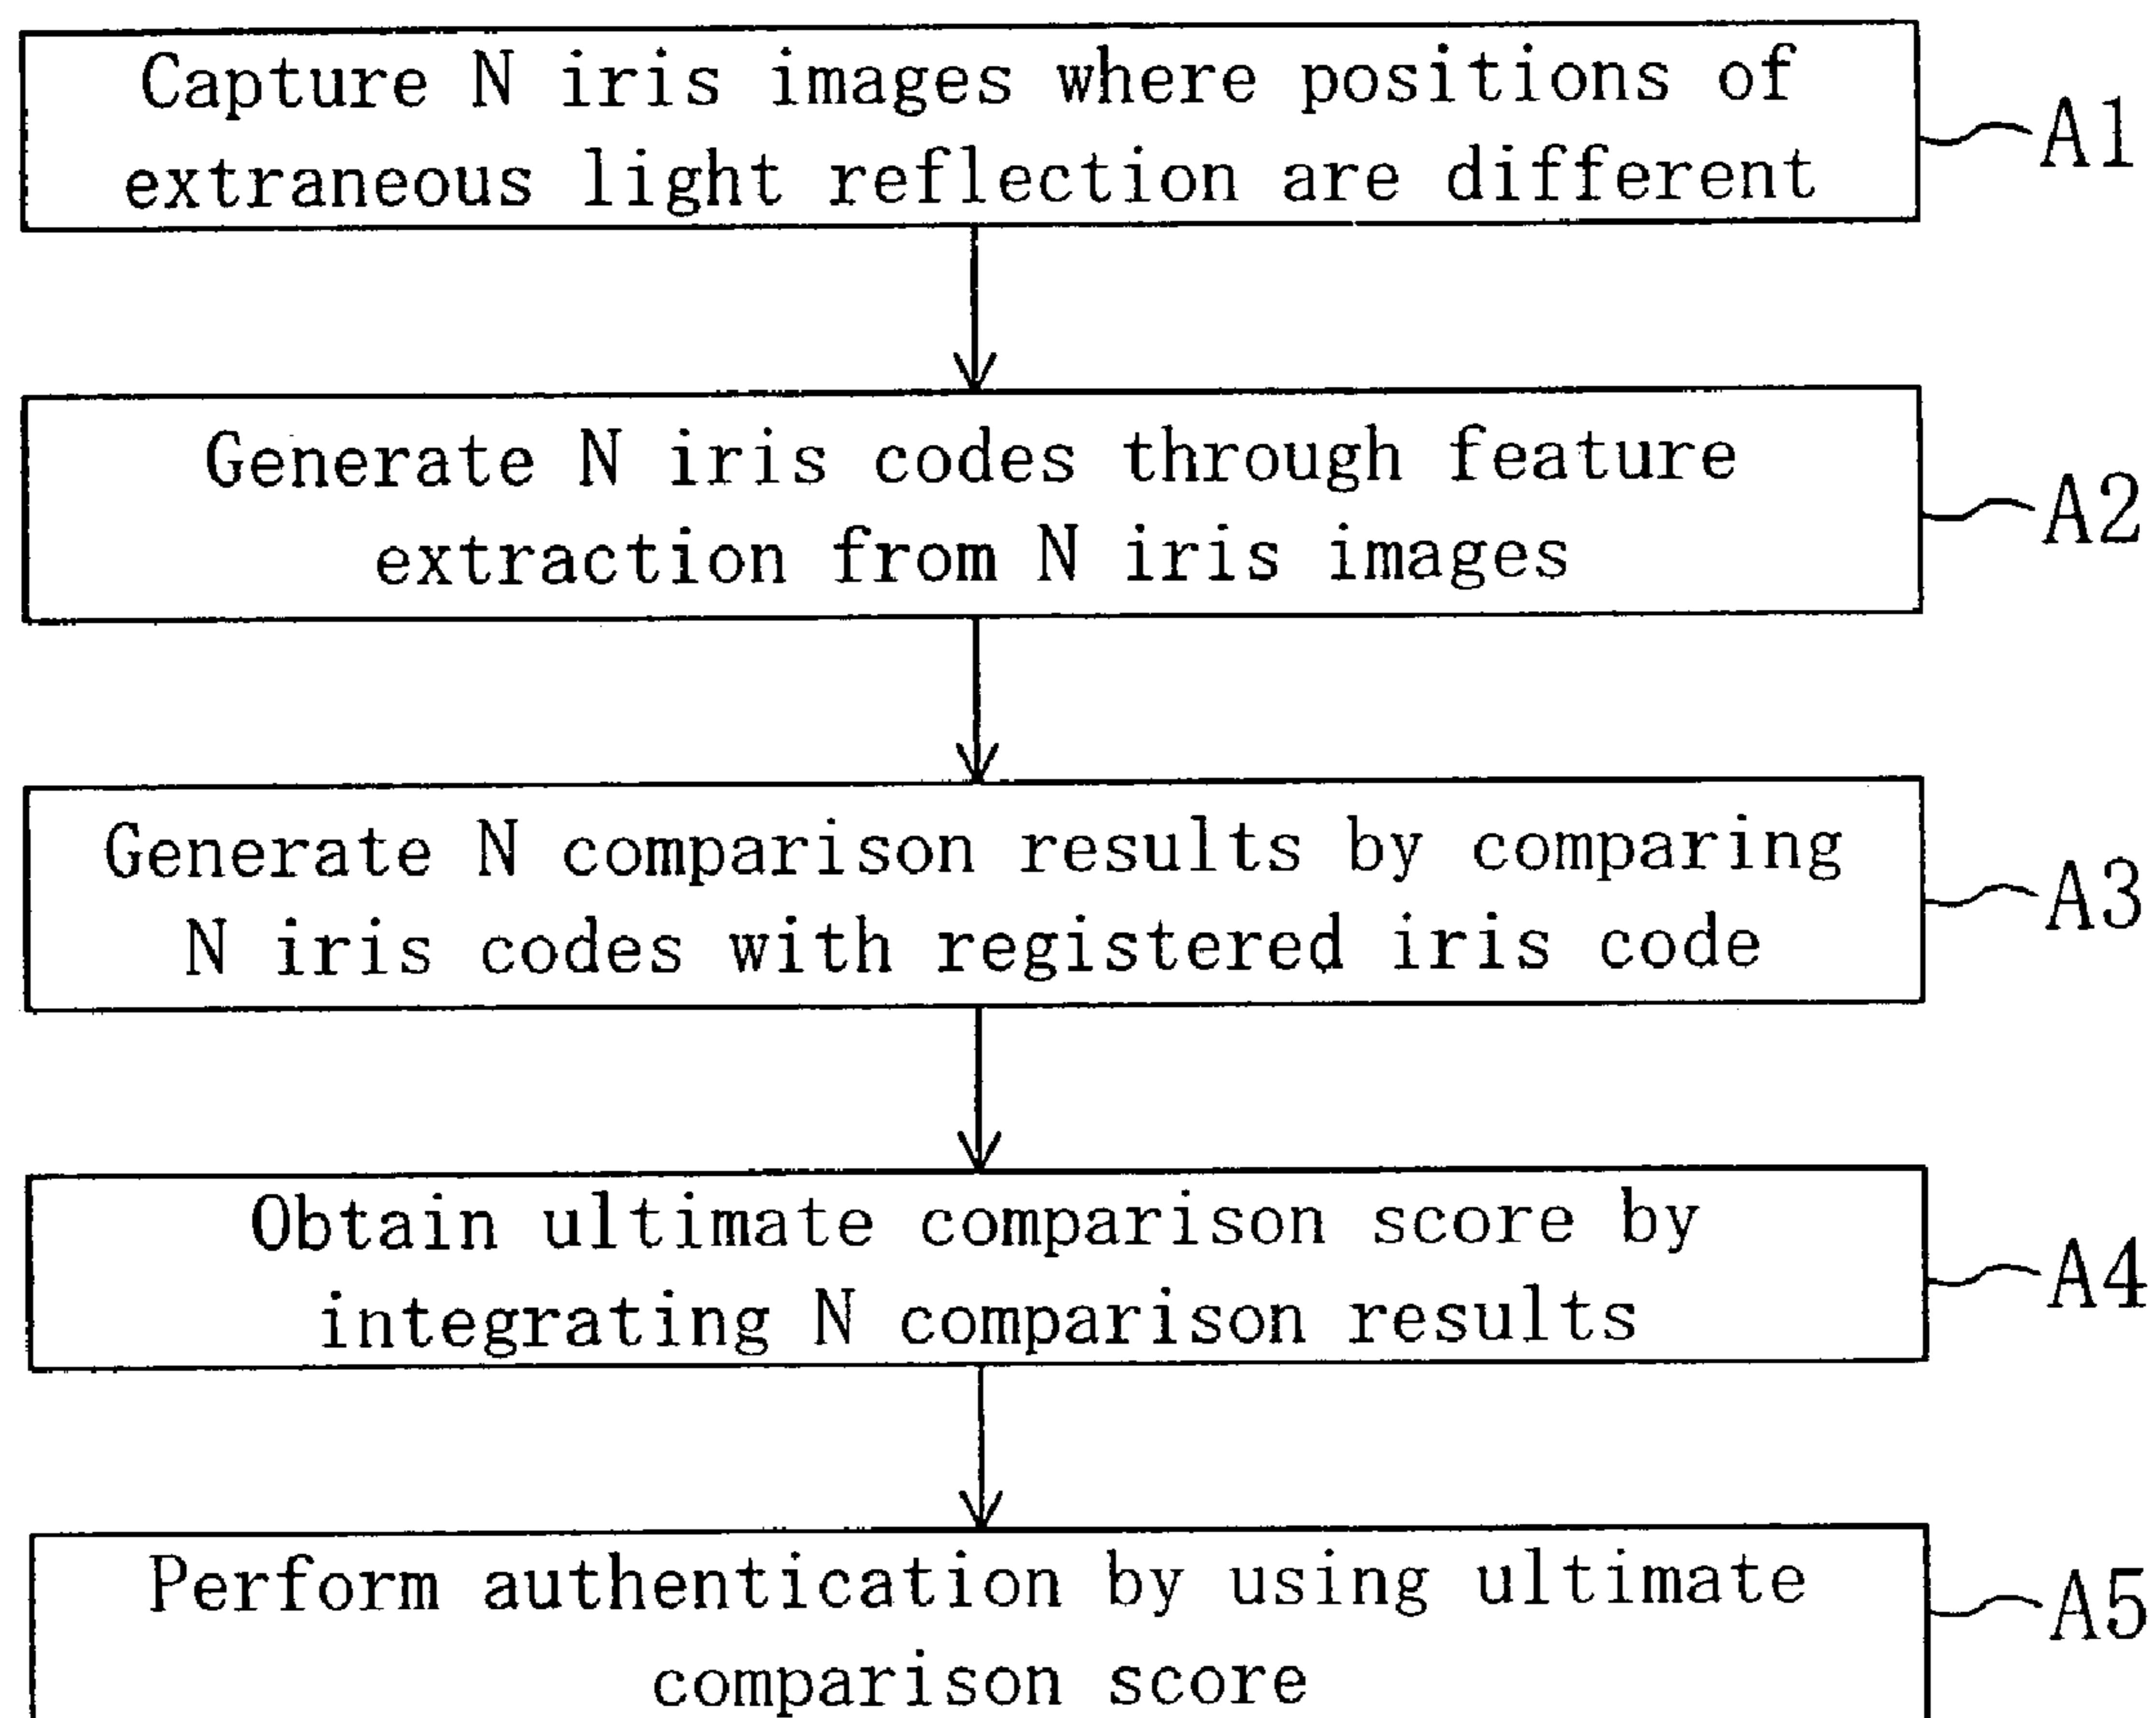 Capture N iris images where positions of
extraneous light reflection are different
A1
Generate N iris codes through feature
extraction from N iris images
A2
Generate N comparison results by comparing
N iris codes with registered iris code
A3
Obtain ultimate comparison score by
integrating N comparison results
A4
Perform authentication by using ultimate
comparison score
A5